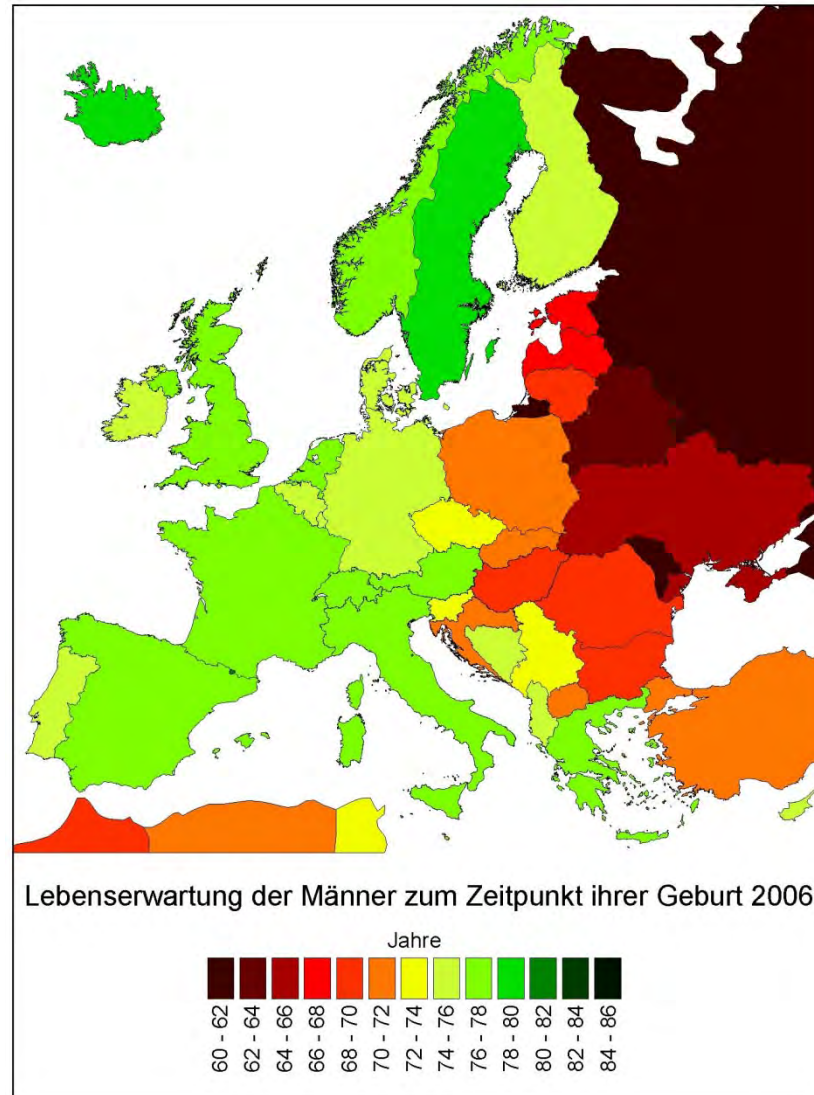 Lebenserwartung der Männer zum Zeitpunkt ihrer Geburt 2006
Jahre
60 - 62
62 - 64
64 - 66
66 - 68
68 - 70
70 - 72
72 - 74
74 - 76
76 - 78
78 - 80
80 - 82
82 - 84
84 - 86